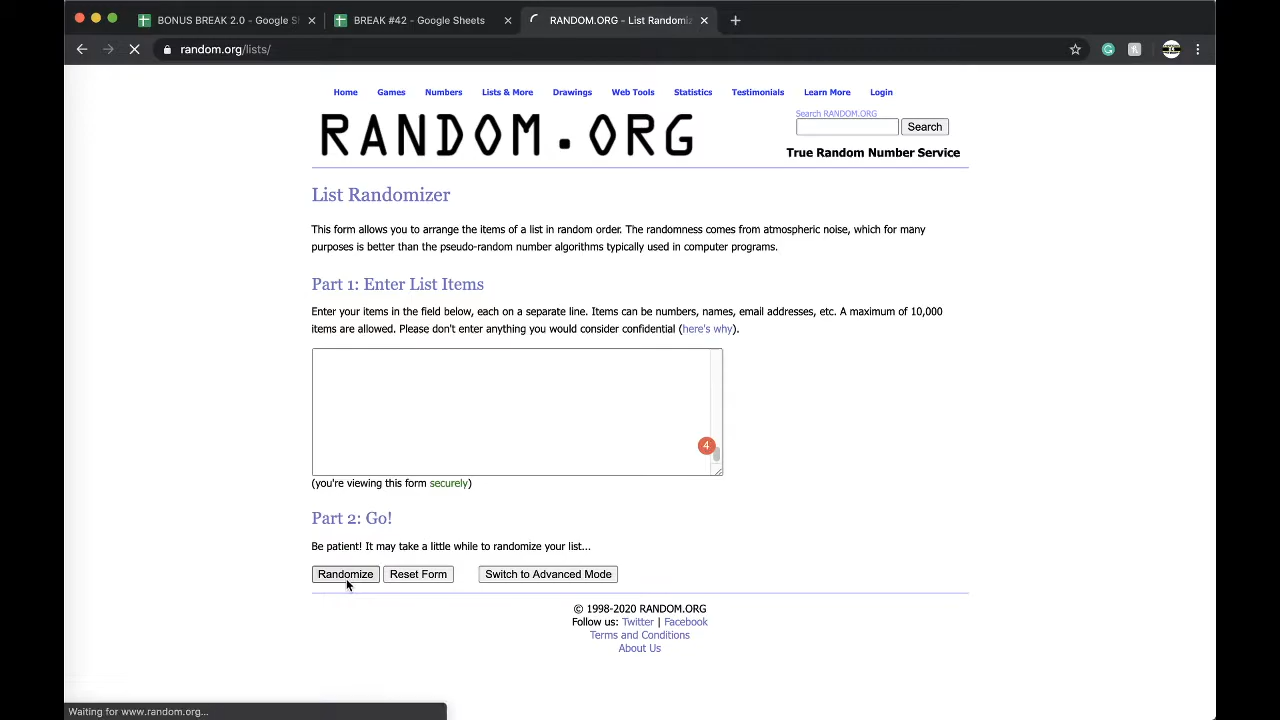 BONUS BREAK 2.0 - Google S
BREAK #42 - Google Sheets
RANDOM.ORG - List Randomiz
random.org/lists/
Home Games Numbers Lists & More Drawings Web Tools Statistics Testimonials Learn More Login
Search RANDOM.ORG
RANDOM.ORG
Search
True Random Number Service
List Randomizer
This form allows you to arrange the items of a list in random order. The randomness comes from atmospheric noise, which for many
purposes is better than the pseudo-random number algorithms typically used in computer programs.
Part 1: Enter List Items
Enter your items in the field below, each on a separate line. Items can be numbers, names, email addresses, etc. A maximum of 10,000
items are allowed. Please don't enter anything you would consider confidential (here's why).
4
(you're viewing this form securely)
Part 2: Go!
Be patient! It may take a little while to randomize your list...
Randomize Reset Form Switch to Advanced Mode
© 1998-2020 RANDOM.ORG
Follow us: Twitter | Facebook
Terms and Conditions
About Us
Waiting for www.random.org...